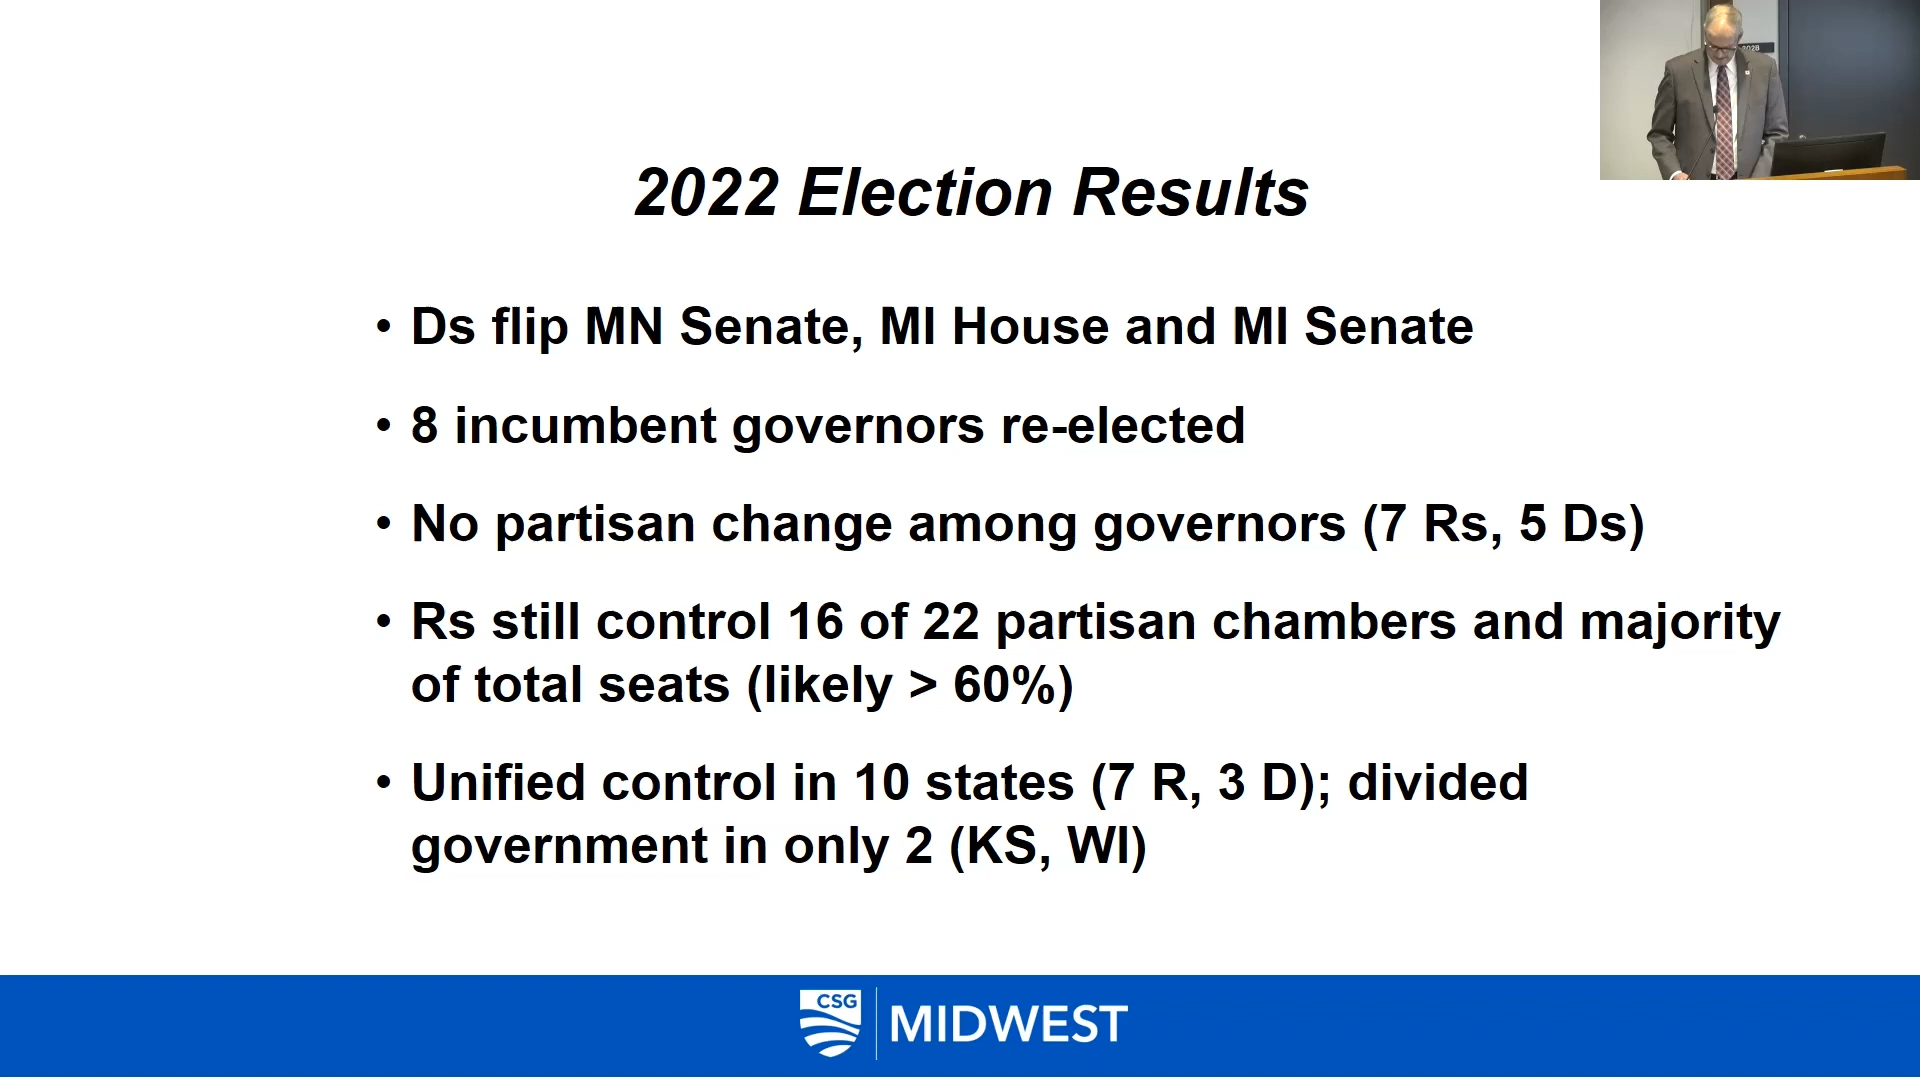 2026
2022 Election Results
• Ds flip MN Senate, MI House and MI Senate
• 8 incumbent governors re-elected
• No partisan change among governors (7 Rs, 5 Ds)
• Rs still control 16 of 22 partisan chambers and majority
of total seats (likely > 60%)
• Unified control in 10 states (7 R, 3 D); divided
government in only 2 (KS, WI)
CSG
MIDWEST